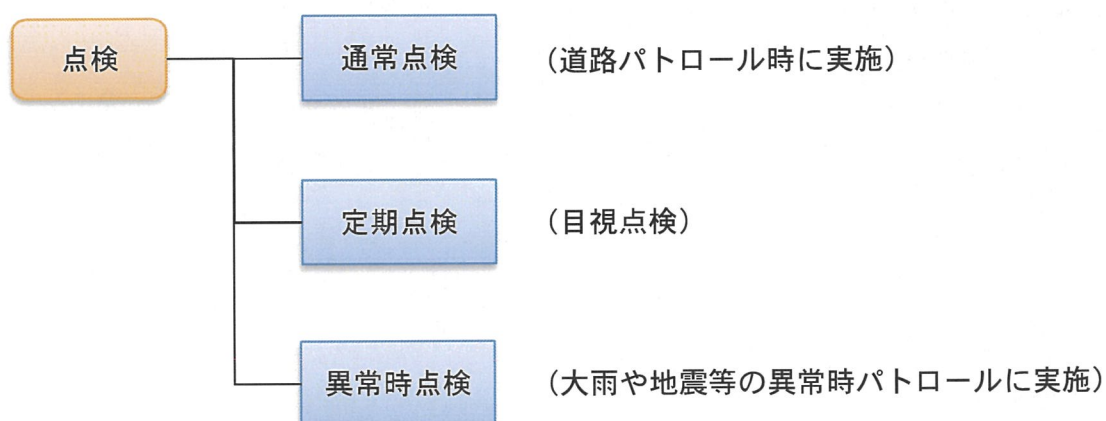 点検
通常点検 (道路パトロール時に実施)
定期点検 (目視点検)
異常時点検 (大雨や地震等の異常時パトロールに実施)